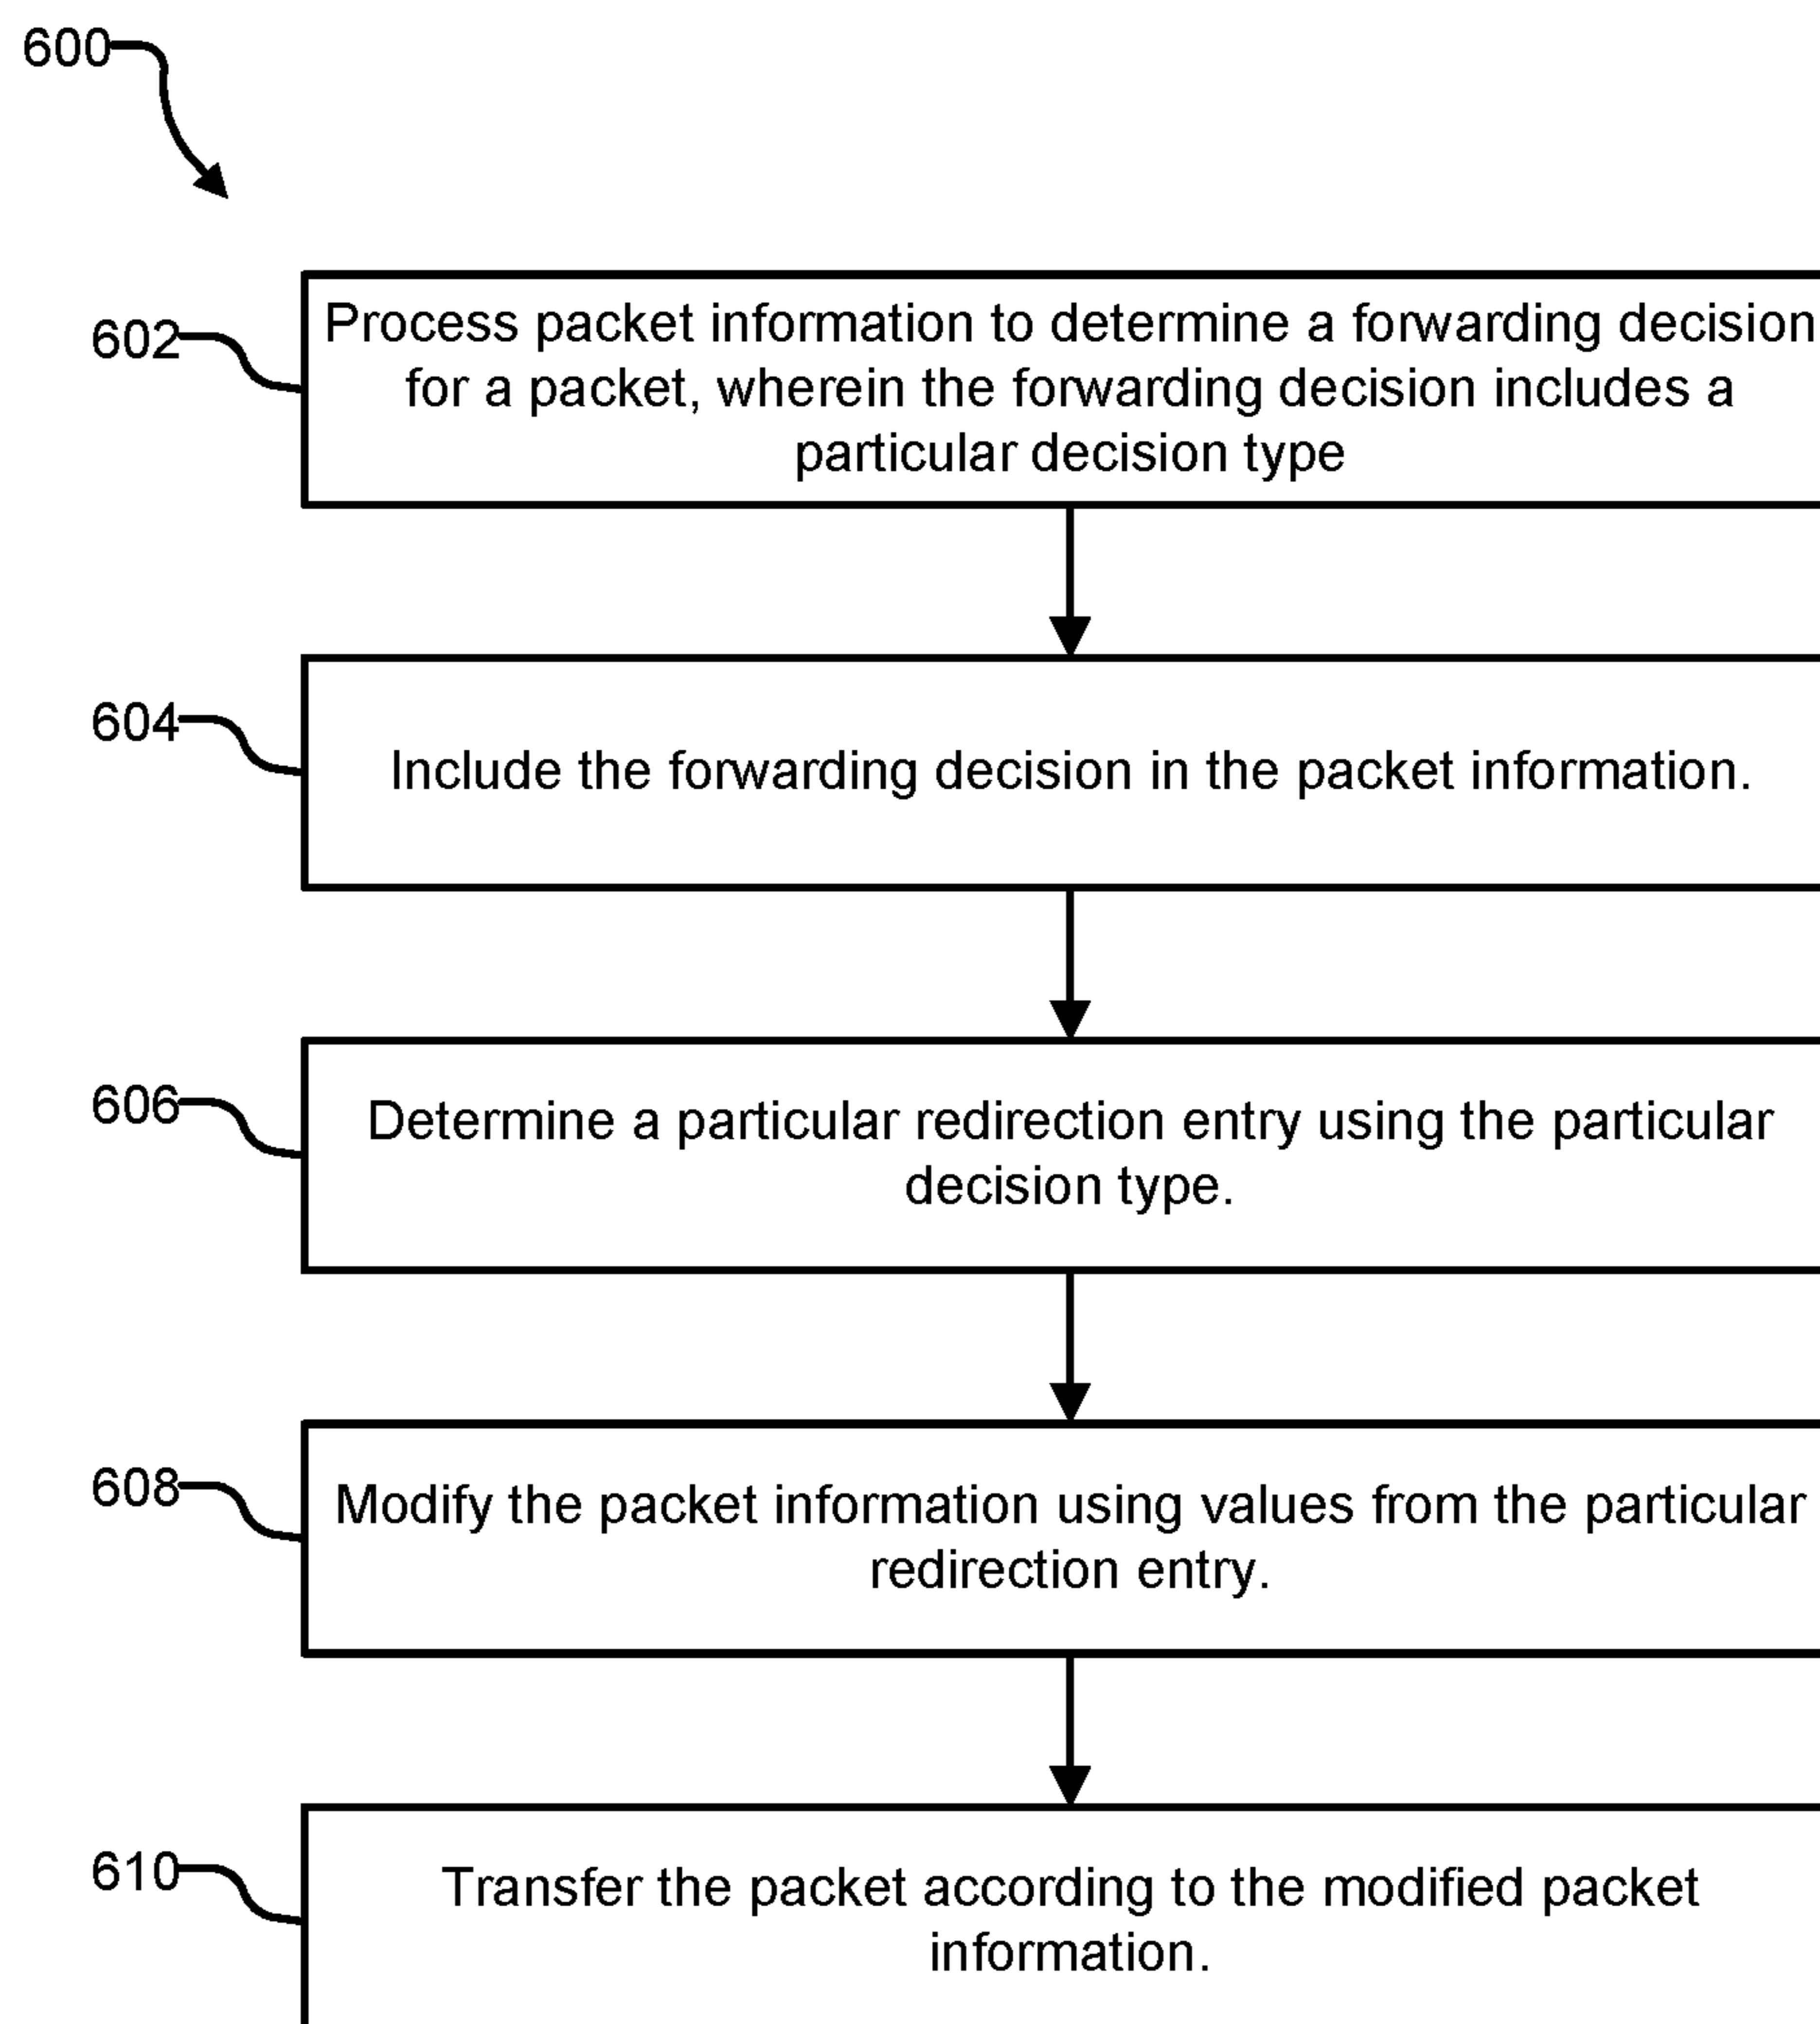 600
602
Process packet information to determine a forwarding decision
for a packet, wherein the forwarding decision includes a
particular decision type
604
Include the forwarding decision in the packet information.
606
Determine a particular redirection entry using the particular
decision type.
608
Modify the packet information using values from the particular
redirection entry.
610
Transfer the packet according to the modified packet
information.